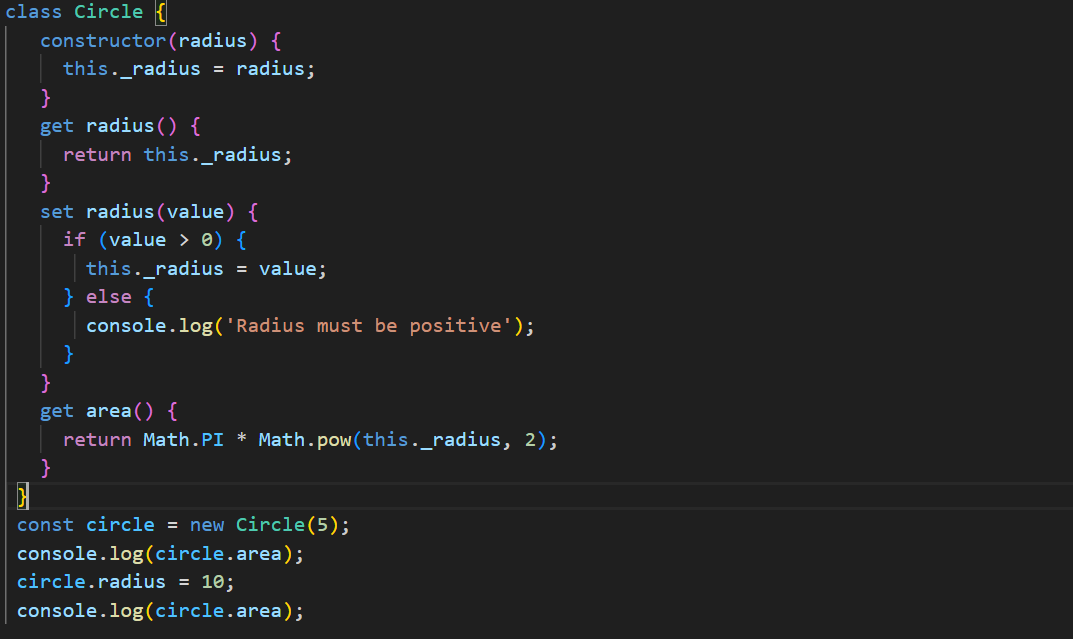 class Circle {
constructor(radius) {
this._radius = radius;
}
get radius() {
return this._radius;
}
set radius(value) {
if (value > 0) {
this._radius = value;
} else {
console.log('Radius must be positive');
}
}
get area() {
return Math.PI * Math.pow(this._radius, 2);
}
}
const circle = new Circle(5);
console.log(circle.area);
circle.radius = 10;
console.log(circle.area);